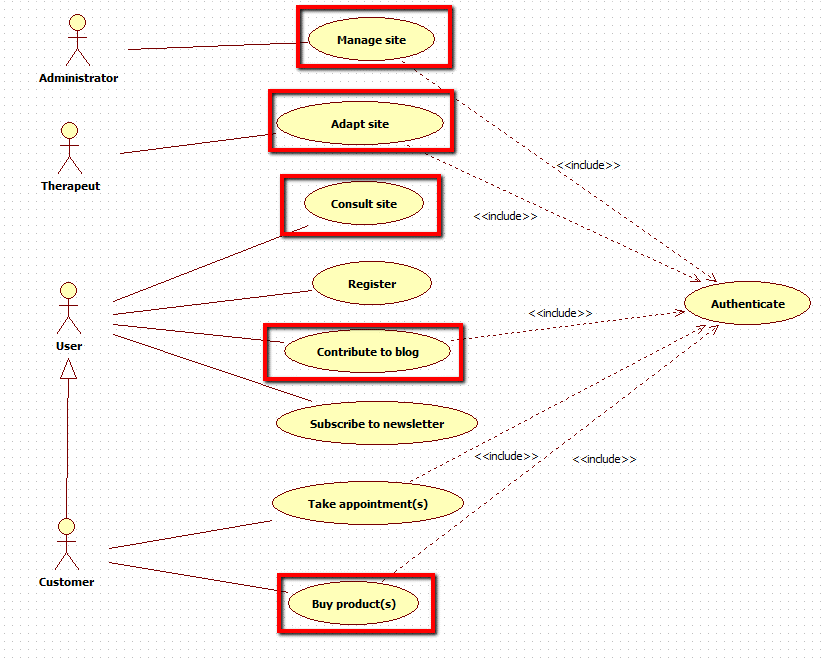 Manage site
Administrator
Adapt site
<<include>>
Therapeut
Consult site
<<include>>
Register
Authenticate
<<include>>
User
Contribute to blog
Subscribe to newsletter
<<include>>
<<include>>
Take appointment(s)
Customer
Buy product(s)